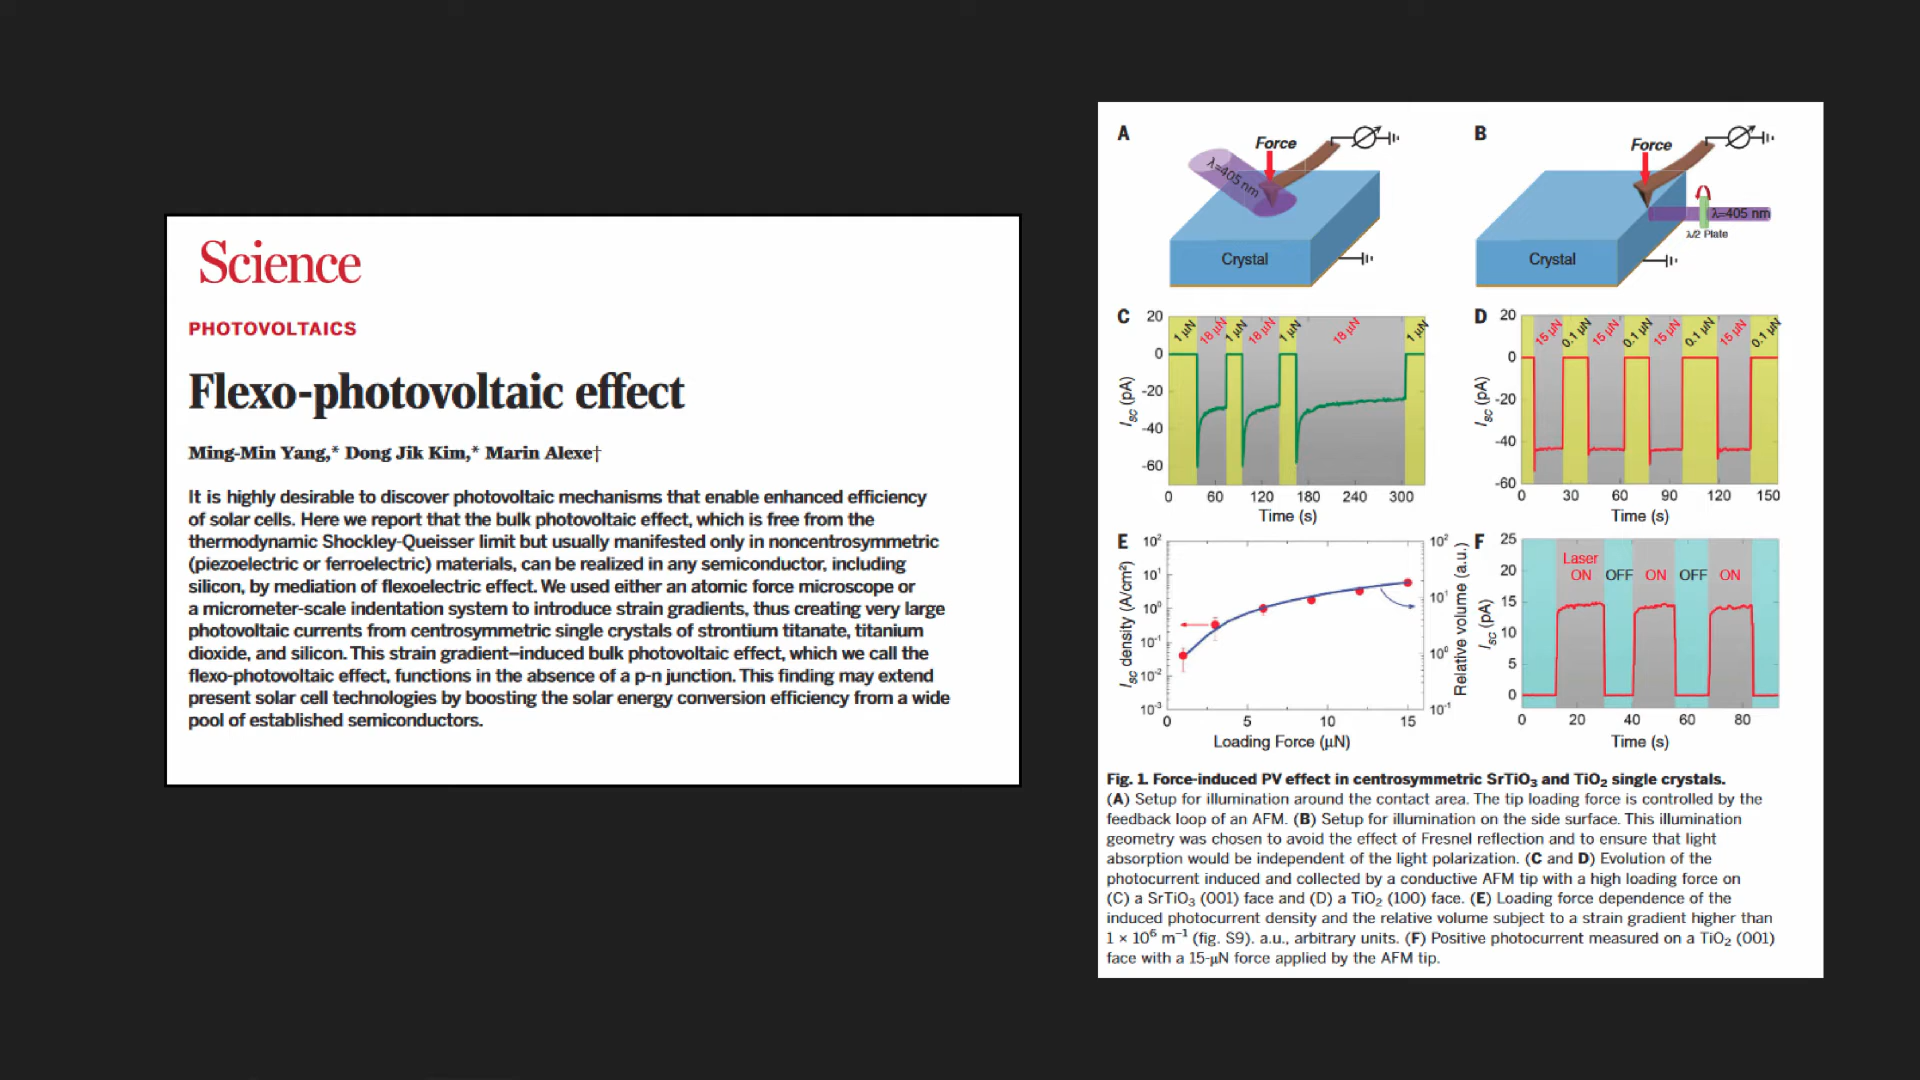 Science
PHOTOVOLTAICS
Flexo-photovoltaic effect
Ming-Min Yang,* Dong Jik Kim,* Marin Alexe†
It is highly desirable to discover photovoltaic mechanisms that enable enhanced efficiency
of solar cells. Here we report that the bulk photovoltaic effect, which is free from the
thermodynamic Shockley-Queisser limit but usually manifested only in noncentrosymmetric
(piezoelectric or ferroelectric) materials, can be realized in any semiconductor, including
silicon, by mediation of flexoelectric effect. We used either an atomic force microscope or
a micrometer-scale indentation system to introduce strain gradients, thus creating very large
photovoltaic currents from centrosymmetric single crystals of strontium titanate, titanium
dioxide, and silicon. This strain gradient–induced bulk photovoltaic effect, which we call the
flexo-photovoltaic effect, functions in the absence of a p-n junction. This finding may extend
present solar cell technologies by boosting the solar energy conversion efficiency from a wide
pool of established semiconductors.
A
Force
λ=405 nm
Crystal
B
Force
λ=405 nm
λ/2 Plate
Crystal
C
1 µN 18 µN 1 µN 18 µN 1 µN 18 µN 1 µN
20
0
-20
-40
-60
Isc (pA)
0 60 120 180 240 300
Time (s)
D
15 µN 0.1 µN 15 µN 0.1 µN 15 µN 0.1 µN 15 µN 0.1 µN
20
0
-20
-40
-60
Isc (pA)
0 30 60 90 120 150
Time (s)
E
10²
10¹
10⁰
10⁻¹
10⁻²
10⁻³
Isc density (A/cm²)
10²
10¹
10⁰
10⁻¹
Relative volume (a.u.)
0 5 10 15
Loading Force (µN)
F
Laser
ON OFF ON OFF ON
25
20
15
10
5
0
Isc (pA)
0 20 40 60 80
Time (s)
Fig. 1. Force-induced PV effect in centrosymmetric SrTiO₃ and TiO₂ single crystals.
(A) Setup for illumination around the contact area. The tip loading force is controlled by the
feedback loop of an AFM. (B) Setup for illumination on the side surface. This illumination
geometry was chosen to avoid the effect of Fresnel reflection and to ensure that light
absorption would be independent of the light polarization. (C and D) Evolution of the
photocurrent induced and collected by a conductive AFM tip with a high loading force on
(C) a SrTiO₃ (001) face and (D) a TiO₂ (100) face. (E) Loading force dependence of the
induced photocurrent density and the relative volume subject to a strain gradient higher than
1 × 10⁶ m⁻¹ (fig. S9). a.u., arbitrary units. (F) Positive photocurrent measured on a TiO₂ (001)
face with a 15-µN force applied by the AFM tip.